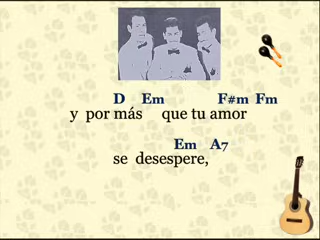 D Em F#m Fm
y por más que tu amor
Em A7
se desespere,